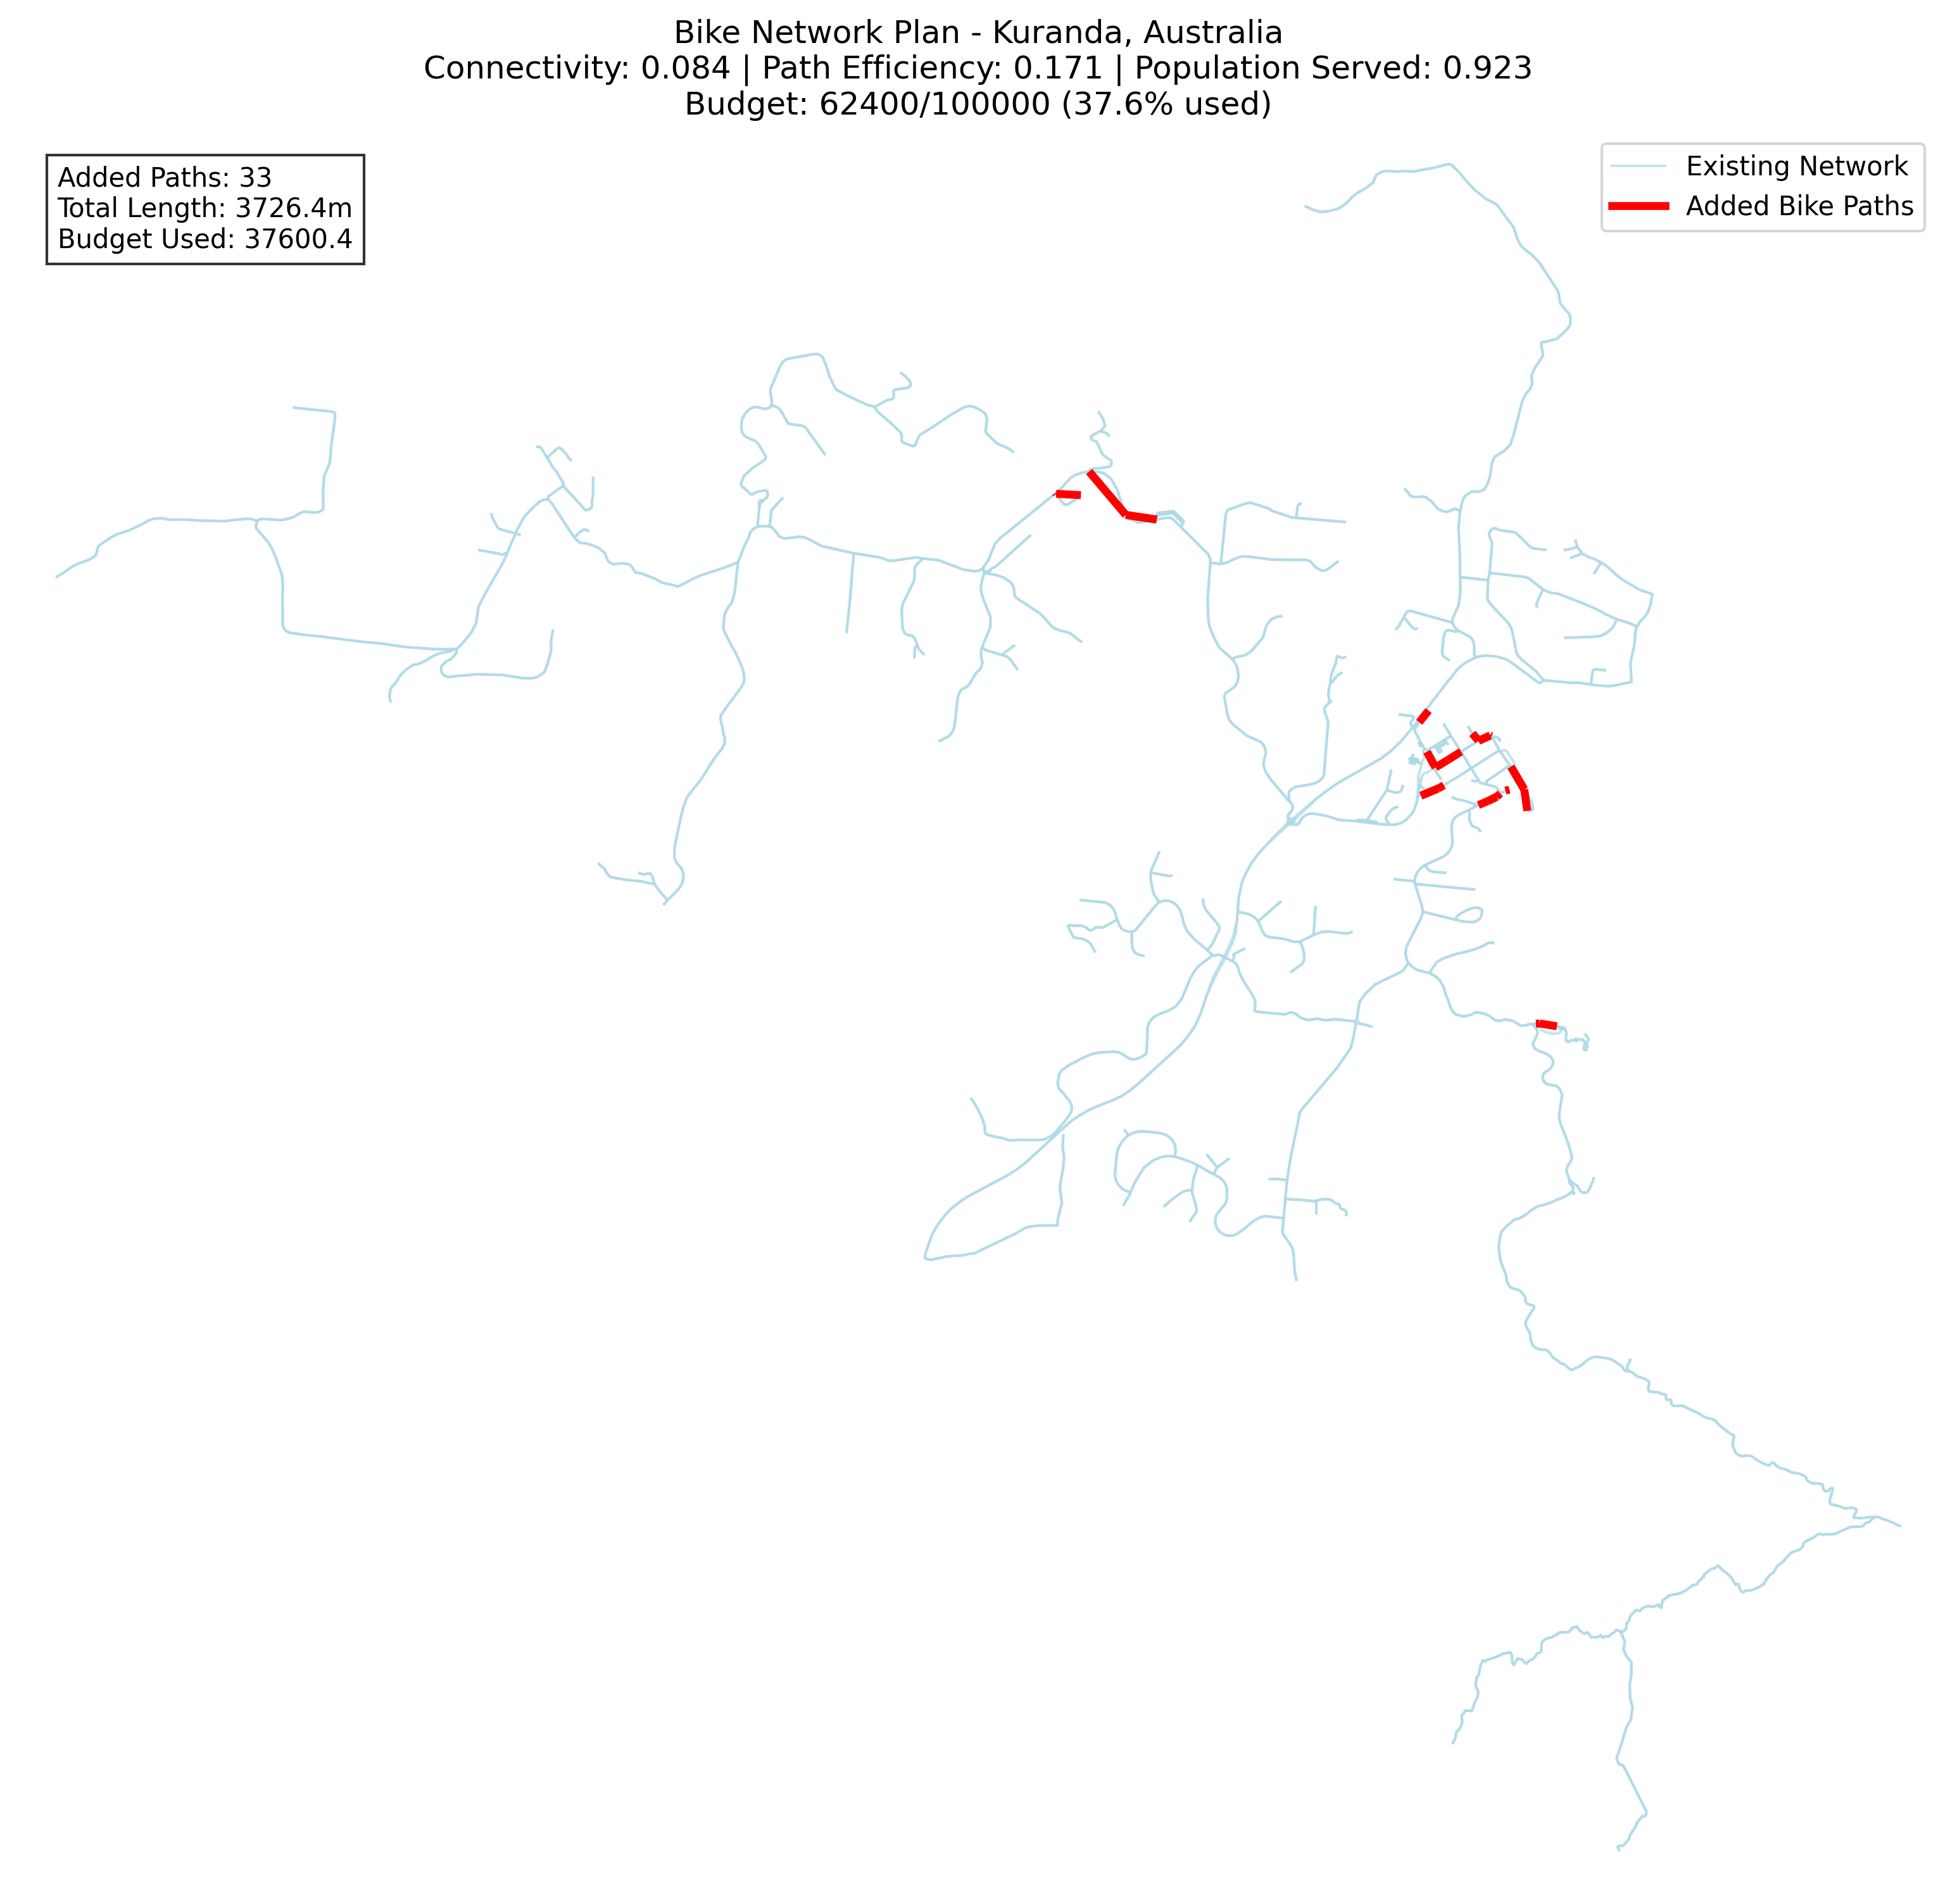 Bike Network Plan - Kuranda, Australia
Connectivity: 0.084 | Path Efficiency: 0.171 | Population Served: 0.923
Budget: 62400/100000 (37.6% used)
Added Paths: 33
Total Length: 3726.4m
Budget Used: 37600.4
Existing Network
Added Bike Paths